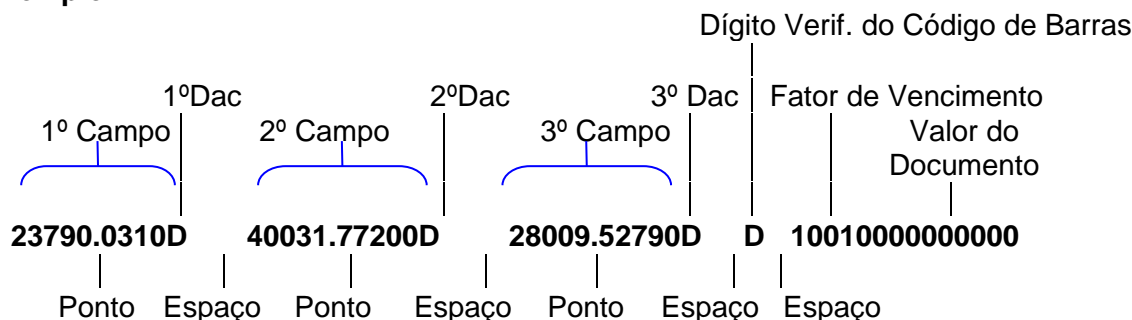 Dígito Verif. do Código de Barras
1ºDac 2ºDac 3º Dac Fator de Vencimento
1º Campo 2º Campo 3º Campo Valor do
Documento
23790.0310D 40031.77200D 28009.52790D D 10010000000000
Ponto Espaço Ponto Espaço Ponto Espaço Espaço